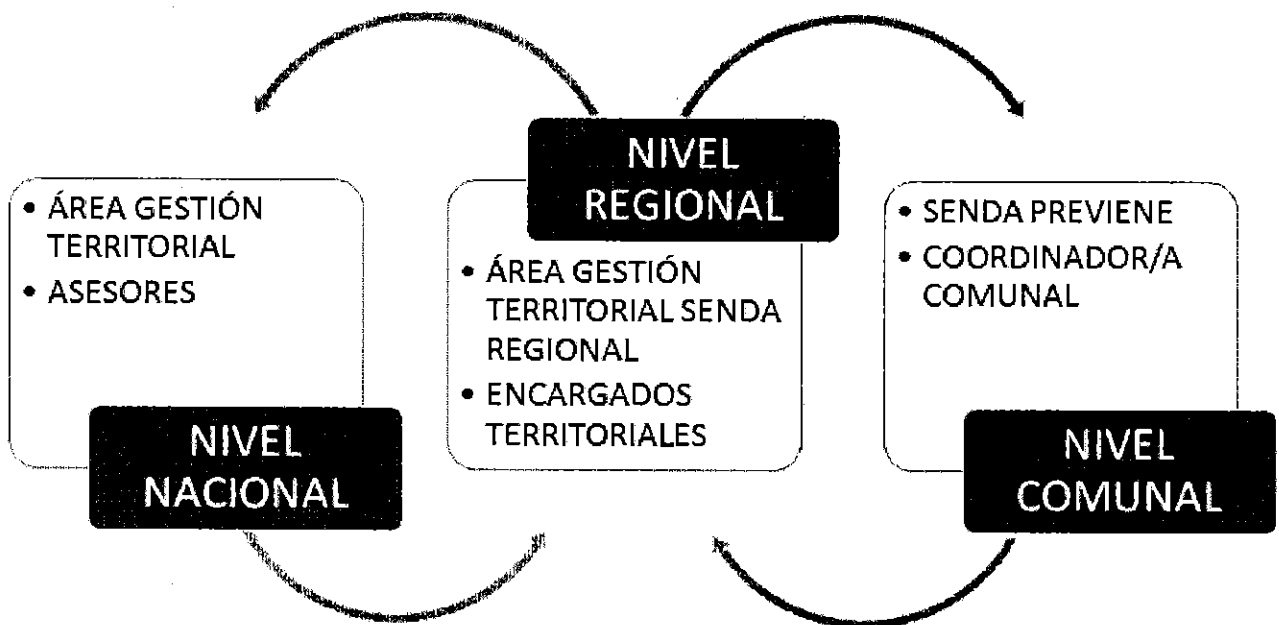 • ÁREA GESTIÓN
TERRITORIAL
• ASESORES
NIVEL
NACIONAL
NIVEL
REGIONAL
• ÁREA GESTIÓN
TERRITORIAL SENDA
REGIONAL
• ENCARGADOS
TERRITORIALES
• SENDA PREVIENE
• COORDINADOR/A
COMUNAL
NIVEL
COMUNAL